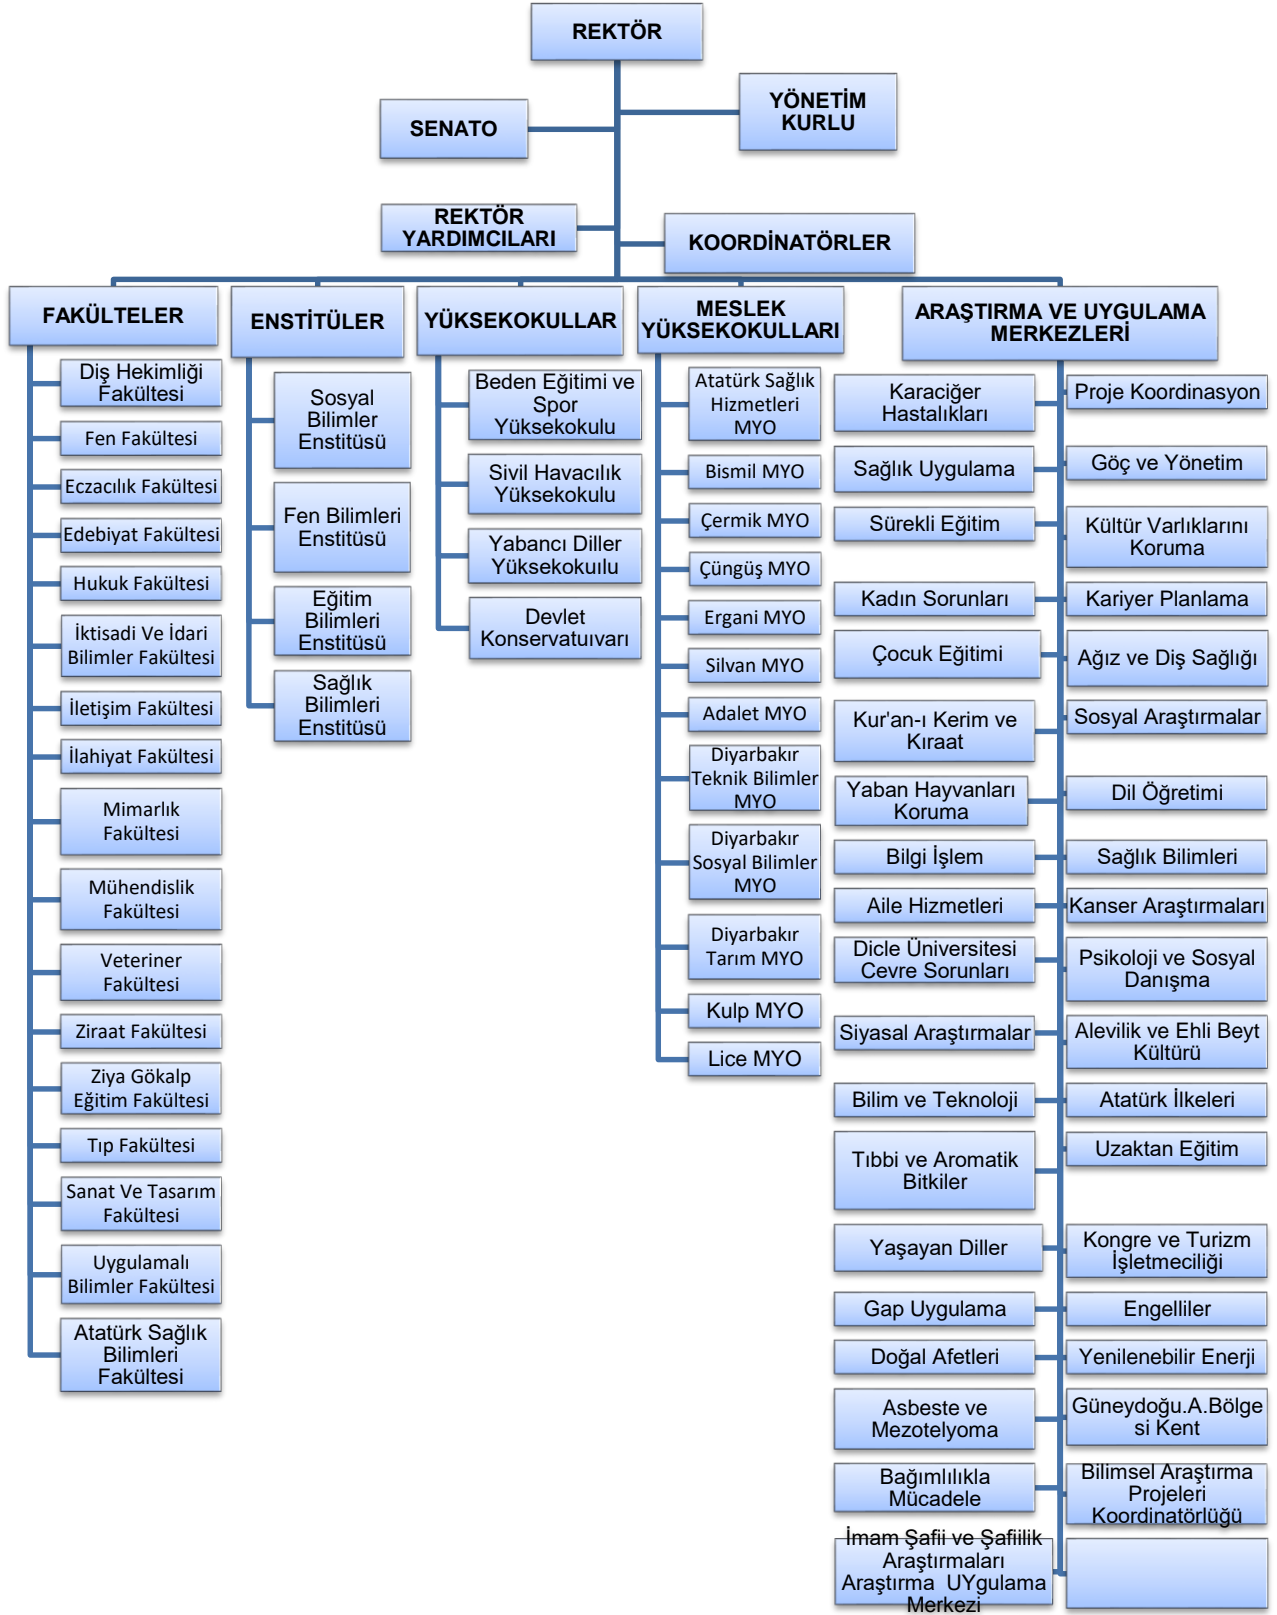 REKTÖR
SENATO
YÖNETİM
KURLU
REKTÖR
YARDIMCILARI
KOORDİNATÖRLER
FAKÜLTELER
Diş Hekimliği
Fakültesi
Fen Fakültesi
Eczacılık Fakültesi
Edebiyat Fakültesi
Hukuk Fakültesi
İktisadi Ve İdari
Bilimler Fakültesi
İletişim Fakültesi
İlahiyat Fakültesi
Mimarlık
Fakültesi
Mühendislik
Fakültesi
Veteriner
Fakültesi
Ziraat Fakültesi
Ziya Gökalp
Eğitim Fakültesi
Tıp Fakültesi
Sanat Ve Tasarım
Fakültesi
Uygulamalı
Bilimler Fakültesi
Atatürk Sağlık
Bilimleri
Fakültesi
ENSTİTÜLER
Sosyal
Bilimler
Enstitüsü
Fen Bilimleri
Enstitüsü
Eğitim
Bilimleri
Enstitüsü
Sağlık
Bilimleri
Enstitüsü
YÜKSEKOKULLAR
Beden Eğitimi ve
Spor
Yüksekokulu
Sivil Havacılık
Yüksekokulu
Yabancı Diller
Yüksekokuılu
Devlet
Konservatuıvarı
MESLEK
YÜKSEKOKULLARI
Atatürk Sağlık
Hizmetleri
MYO
Bismil MYO
Çermik MYO
Çüngüş MYO
Ergani MYO
Silvan MYO
Adalet MYO
Diyarbakır
Teknik Bilimler
MYO
Diyarbakır
Sosyal Bilimler
MYO
Diyarbakır
Tarım MYO
Kulp MYO
Lice MYO
ARAŞTIRMA VE UYGULAMA
MERKEZLERİ
Karaciğer
Hastalıkları
Proje Koordinasyon
Sağlık Uygulama
Göç ve Yönetim
Sürekli Eğitim
Kültür Varlıklarını
Koruma
Kadın Sorunları
Kariyer Planlama
Çocuk Eğitimi
Ağız ve Diş Sağlığı
Kur'an-ı Kerim ve
Kıraat
Sosyal Araştırmalar
Yaban Hayvanları
Koruma
Dil Öğretimi
Bilgi İşlem
Sağlık Bilimleri
Aile Hizmetleri
Kanser Araştırmaları
Dicle Üniversitesi
Cevre Sorunları
Psikoloji ve Sosyal
Danışma
Siyasal Araştırmalar
Alevilik ve Ehli Beyt
Kültürü
Bilim ve Teknoloji
Atatürk İlkeleri
Tıbbi ve Aromatik
Bitkiler
Uzaktan Eğitim
Yaşayan Diller
Kongre ve Turizm
İşletmeciliği
Gap Uygulama
Engelliler
Doğal Afetleri
Yenilenebilir Enerji
Asbeste ve
Mezotelyoma
Güneydoğu.A.Bölge
si Kent
Bağımlılıkla
Mücadele
Bilimsel Araştırma
Projeleri
Koordinatörlüğü
İmam Şafii ve Şafiilik
Araştırmaları
Araştırma UYgulama
Merkezi